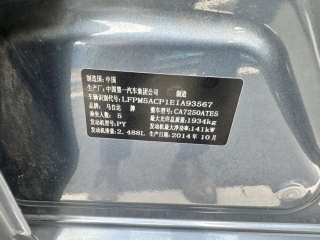 制造国：中国
生产厂：中国第一汽车集团公司 制造
车辆识别代号：LFPM5ACP1E1A93567
品牌：马自达 牌 整车型号：CA7250ATE5
乘坐人数：5 最大允许总质量：1934kg
发动机型号：PY 发动机最大净功率：141kW
发动机排量：2.488L 生产日期：2014年10月